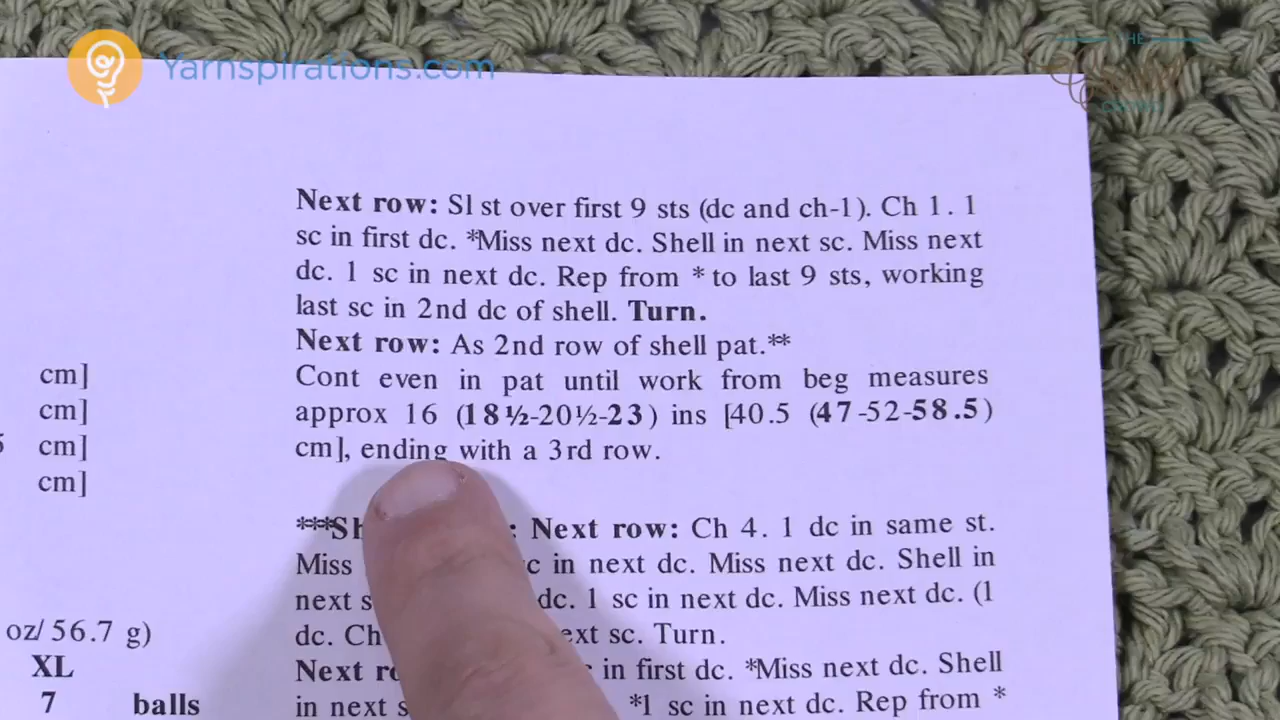 Yarnspirations.com
THE
Next row: Sl st over first 9 sts (dc and ch-1). Ch 1. 1
sc in first dc. *Miss next dc. Shell in next sc. Miss next
dc. 1 sc in next dc. Rep from * to last 9 sts, working
last sc in 2nd dc of shell. Turn.
Next row: As 2nd row of shell pat.**
Cont even in pat until work from beg measures
approx 16 (18½-20½-23) ins [40.5 (47-52-58.5)
cm], ending with a 3rd row.
***Sh : Next row: Ch 4. 1 dc in same st.
Miss c in next dc. Miss next dc. Shell in
next s dc. 1 sc in next dc. Miss next dc. (1
dc. Ch ext sc. Turn.
Next in first dc. *Miss next dc. Shell
in next s *1 sc in next dc. Rep from *
cm]
cm]
cm]
cm]
oz/ 56.7 g)
XL
7 balls